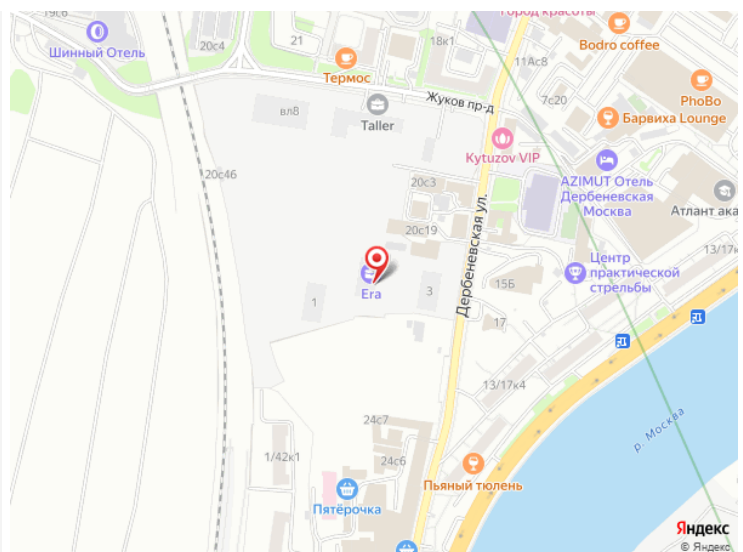 19с6
Шинный Отель
20с4
21
Термос
18к1
Город красоты
11Ас8
Bodro coffee
7с20
PhoBo
Барвиха Lounge
Жуков пр-д
вл8
Taller
Kytuzov VIP
20с46
20с3
AZIMUT Отель
Дербеневская
Москва
Атлант ака
20с19
Дербеневская ул.
13/17
Центр
практической
стрельбы
15Б
Era
1
3
17
13/17к4
24с7
р. Москва
1/42к1
24с6
Пьяный тюлень
Пятёрочка
Яндекс
© Яндекс